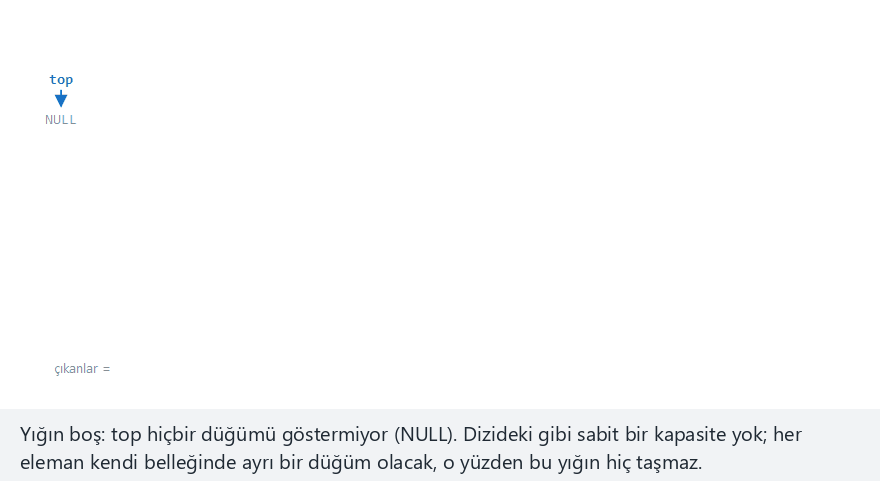 top
NULL
çıkanlar =
Yığın boş: top hiçbir düğümü göstermiyor (NULL). Dizideki gibi sabit bir kapasite yok; her
eleman kendi belleğinde ayrı bir düğüm olacak, o yüzden bu yığın hiç taşmaz.